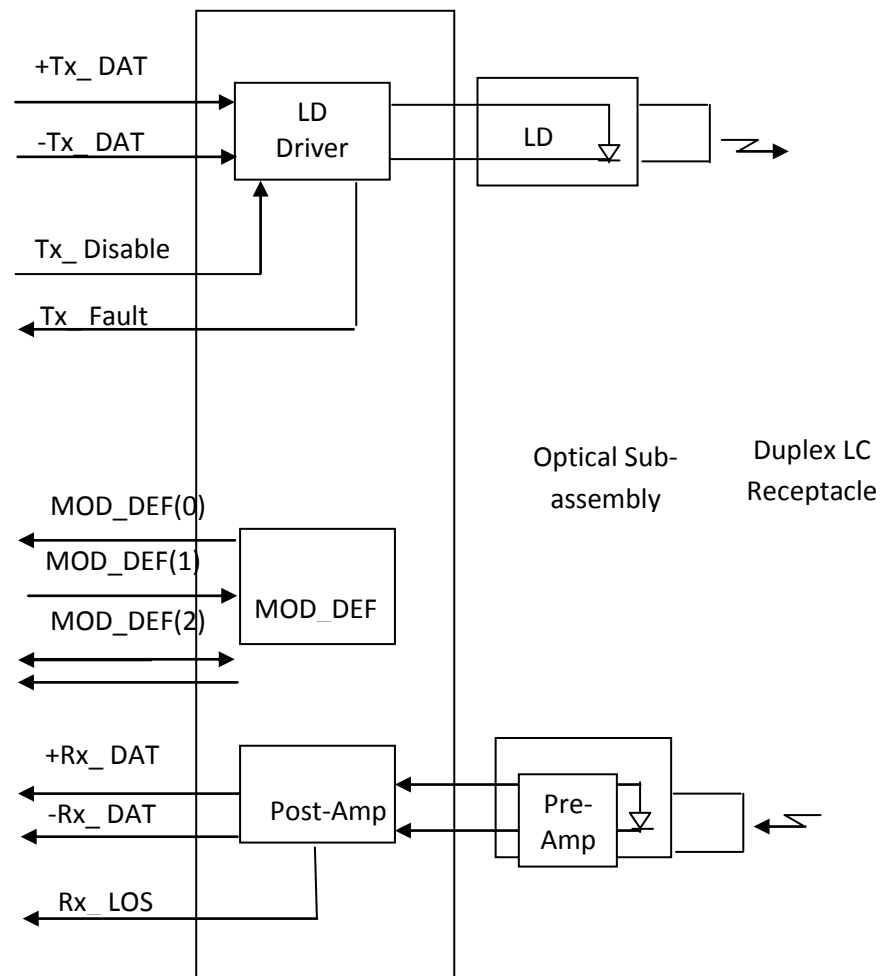 +Tx_ DAT
LD
Driver
-Tx_ DAT
LD
Tx_ Disable
Tx_ Fault
Optical Sub-
assembly
Duplex LC
Receptacle
MOD_DEF(0)
MOD_DEF(1)
MOD_DEF
MOD_DEF(2)
+Rx_ DAT
Post-Amp
Pre-
Amp
-Rx_ DAT
Rx_ LOS